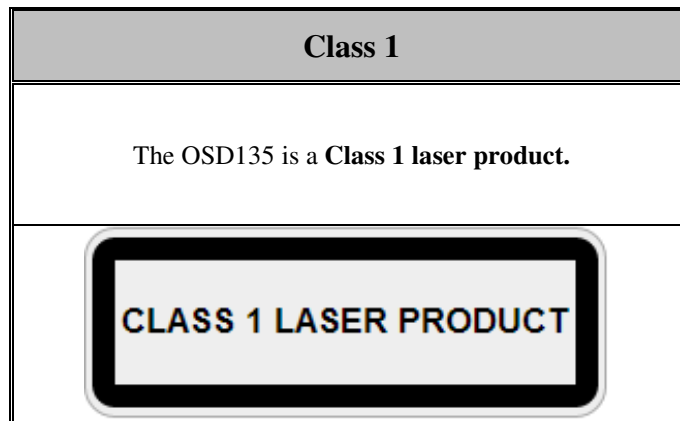 Class 1
The OSD135 is a Class 1 laser product.
CLASS 1 LASER PRODUCT